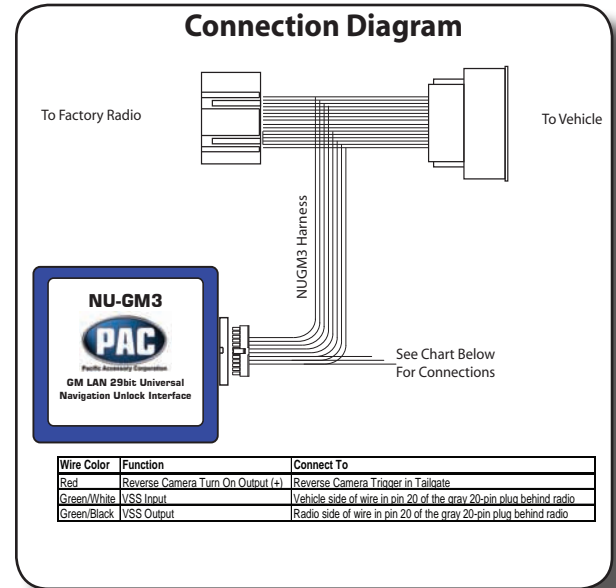 Connection Diagram
To Factory Radio
To Vehicle
NUGM3 Harness
NU-GM3
PAC
Pacific Accessory Corporation
GM LAN 29bit Universal
Navigation Unlock Interface
See Chart Below
For Connections
Wire Color Function Connect To
Red Reverse Camera Turn On Output (+) Reverse Camera Trigger in Tailgate
Green/White VSS Input Vehicle side of wire in pin 20 of the gray 20-pin plug behind radio
Green/Black VSS Output Radio side of wire in pin 20 of the gray 20-pin plug behind radio